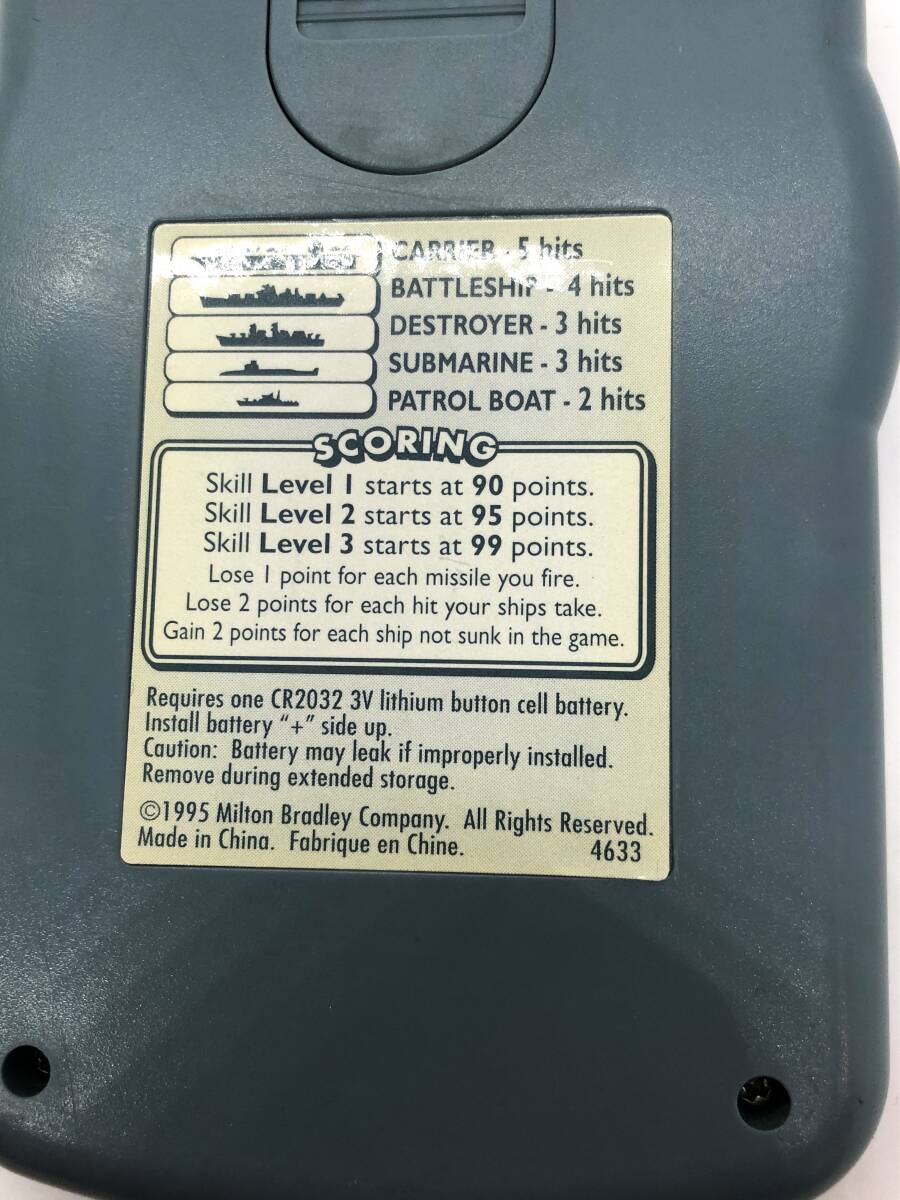 CARRIER - 5 hits
BATTLESHIP - 4 hits
DESTROYER - 3 hits
SUBMARINE - 3 hits
PATROL BOAT - 2 hits
SCORING
Skill Level 1 starts at 90 points.
Skill Level 2 starts at 95 points.
Skill Level 3 starts at 99 points.
Lose 1 point for each missile you fire.
Lose 2 points for each hit your ships take.
Gain 2 points for each ship not sunk in the game.
Requires one CR2032 3V lithium button cell battery.
Install battery “+” side up.
Caution: Battery may leak if improperly installed.
Remove during extended storage.
©1995 Milton Bradley Company. All Rights Reserved.
Made in China. Fabrique en Chine. 4633